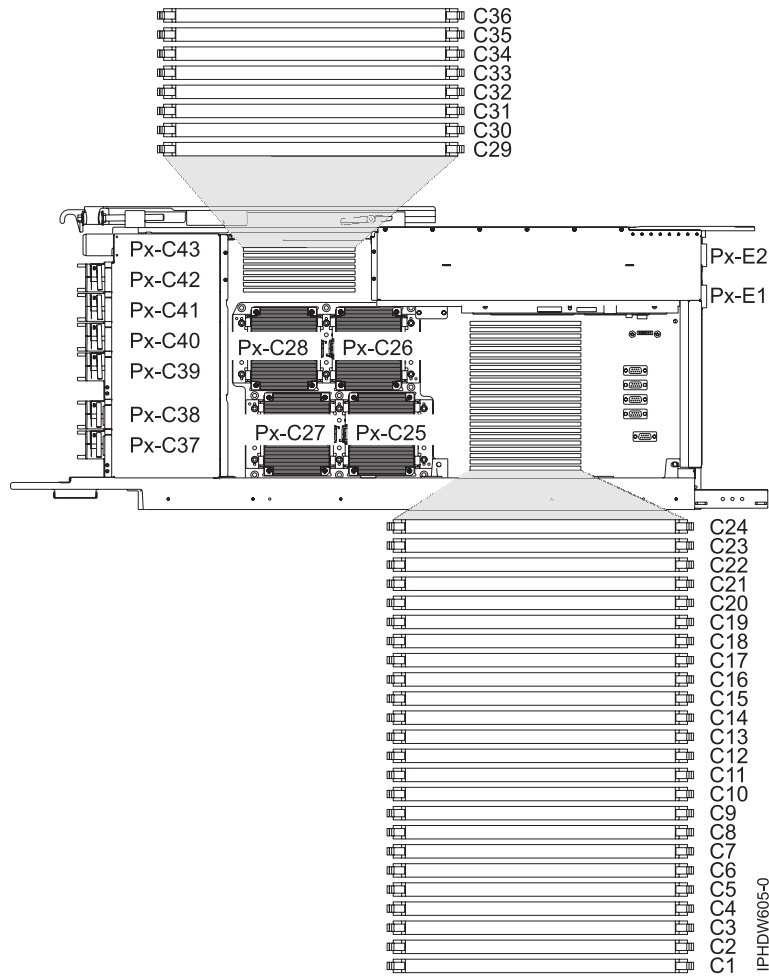 C36
C35
C34
C33
C32
C31
C30
C29
Px-C43
Px-C42
Px-C41
Px-C40
Px-C39
Px-C38
Px-C37
Px-C28
Px-C26
Px-C27
Px-C25
Px-E2
Px-E1
C24
C23
C22
C21
C20
C19
C18
C17
C16
C15
C14
C13
C12
C11
C10
C9
C8
C7
C6
C5
C4
C3
C2
C1
IPHDW605-0